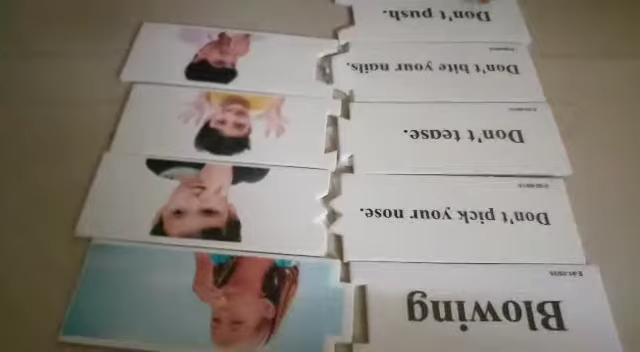 Blowing
Don't pick your nose.
Don't tease.
Don't bite your nails.
Don't push.